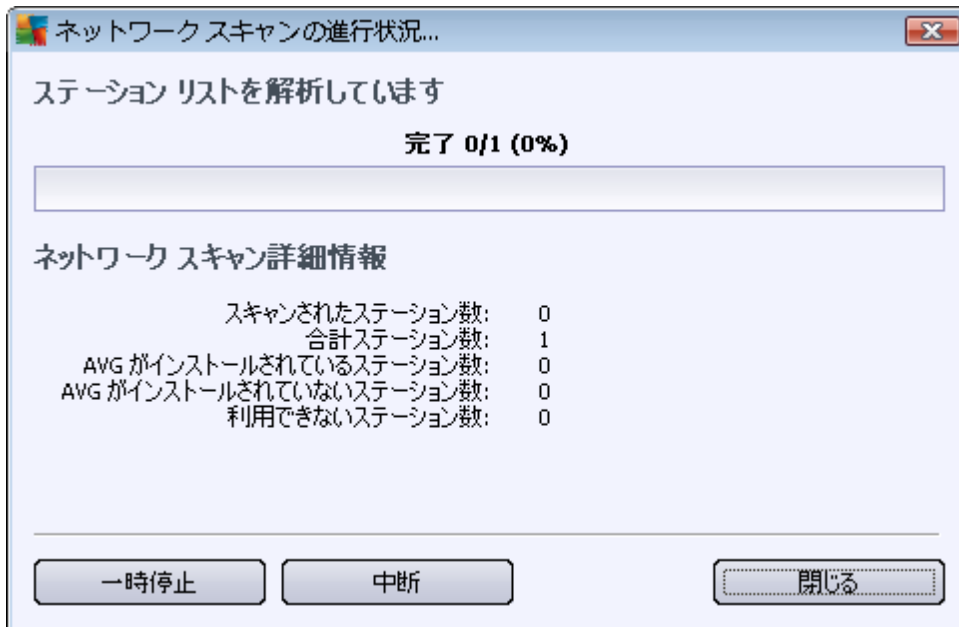 ネットワーク スキャンの進行状況...
ステーション リストを解析しています
完了 0/1 (0%)
ネットワーク スキャン詳細情報
スキャンされたステーション数: 0
合計ステーション数: 1
AVG がインストールされているステーション数: 0
AVG がインストールされていないステーション数: 0
利用できないステーション数: 0
一時停止 中断 閉じる